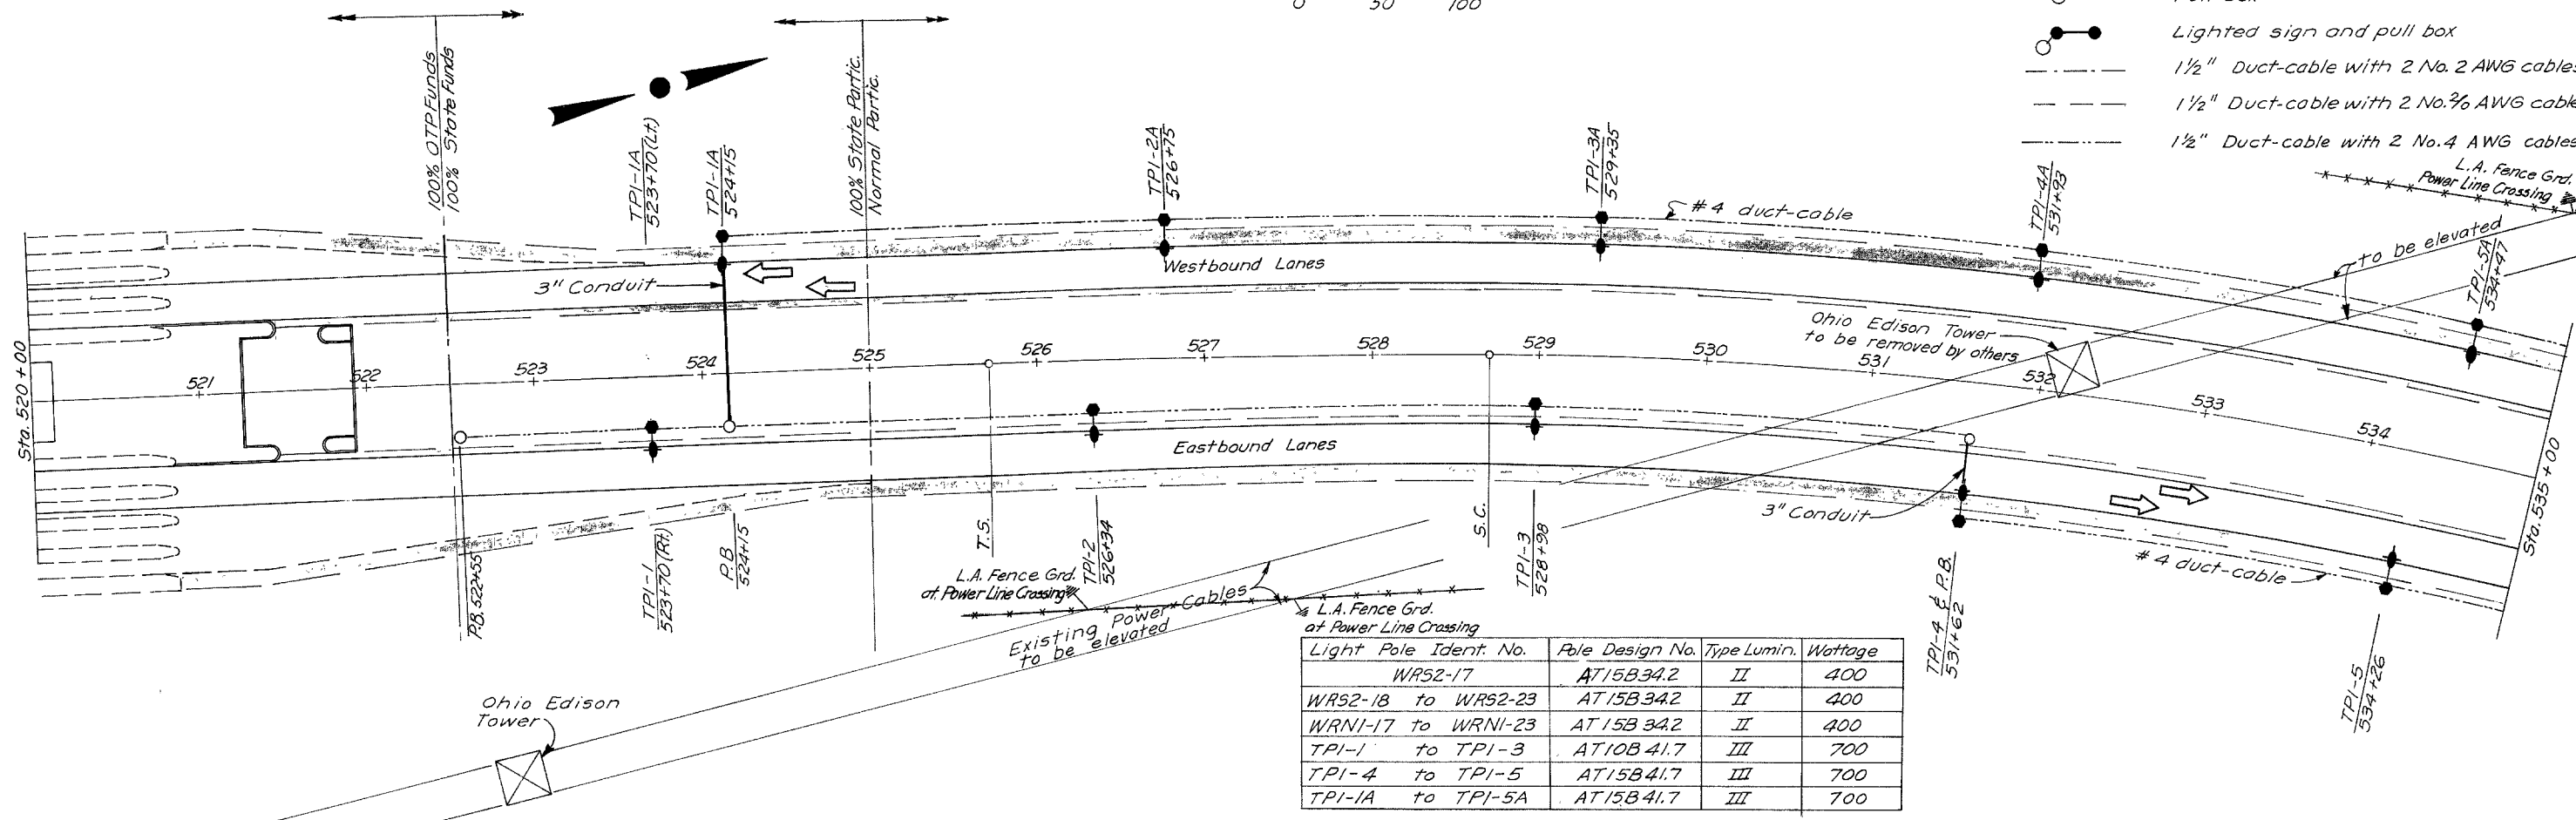 0 50 100
Lighted sign and pull box
1½" Duct-cable with 2 No. 2 AWG cables
1½" Duct-cable with 2 No. 2/0 AWG cable
1½" Duct-cable with 2 No. 4 AWG cables
100% OTP Funds
100% State Funds
TPI-1A
523+70 (Lt.)
TPI-1A
524+15
100% State Partic.
Normal Partic.
TPI-2A
526+75
TPI-3A
529+35
TPI-4A
531+93
L.A. Fence Grd.
Power Line Crossing
#4 duct-cable
to be elevated
TPI-5A
534+47
Westbound Lanes
3" Conduit
Ohio Edison Tower
to be removed by others
Sta. 520+00
521
522
523
524
525
526
527
528
529
530
531
532
533
534
Sta. 535+00
Eastbound Lanes
3" Conduit
#4 duct-cable
P.B. 522+55
TPI-1
523+70 (Rt.)
P.B
524+15
T.S.
TPI-2
526+34
S.C.
TPI-3
528+98
TPI-4 & P.B.
531+62
TPI-5
534+26
L.A. Fence Grd.
at Power Line Crossing
Existing Power Cables
to be elevated
L.A. Fence Grd.
at Power Line Crossing
Ohio Edison
Tower
Light Pole Ident. No. Pole Design No. Type Lumin. Wattage
WRS2-17 AT15B34.2 II 400
WRS2-18 to WRS2-23 AT15B34.2 II 400
WRN1-17 to WRN1-23 AT15B34.2 II 400
TPI-1 to TPI-3 AT10B41.7 III 700
TPI-4 to TPI-5 AT15B41.7 III 700
TPI-1A to TPI-5A AT15B41.7 III 700